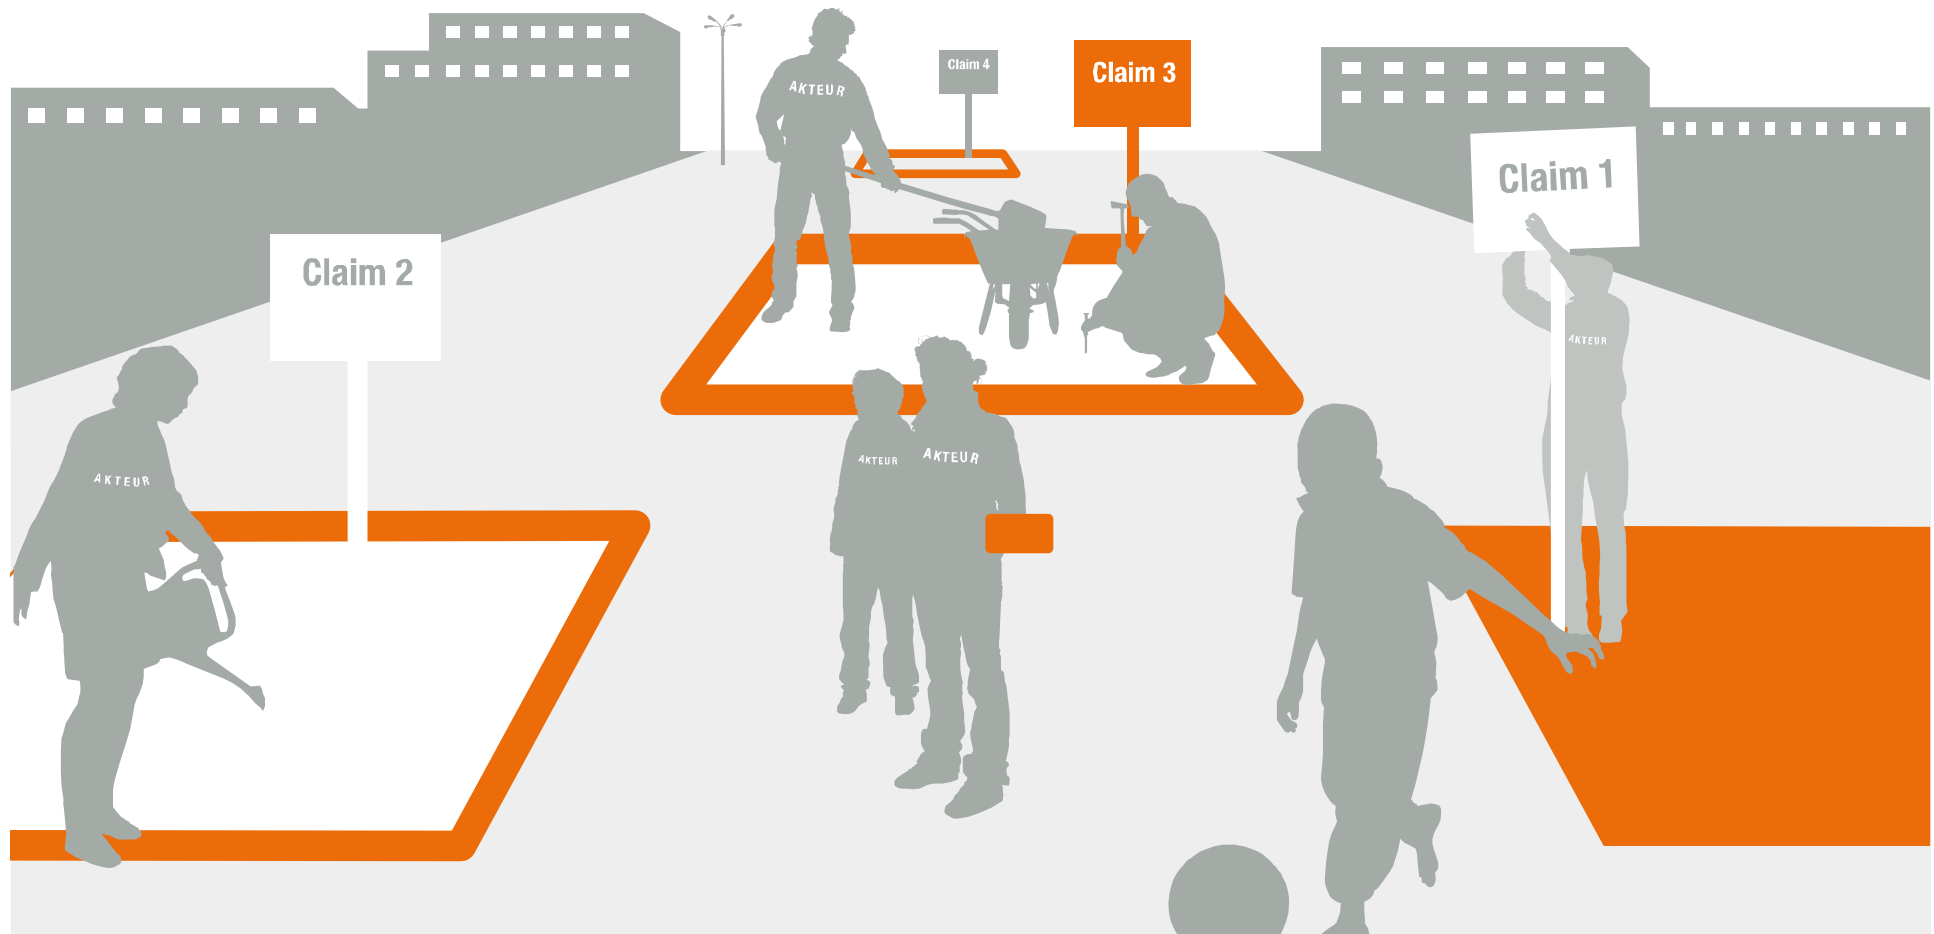 AKTEUR
Claim 4
Claim 3
Claim 1
Claim 2
AKTEUR
AKTEUR
AKTEUR
AKTEUR